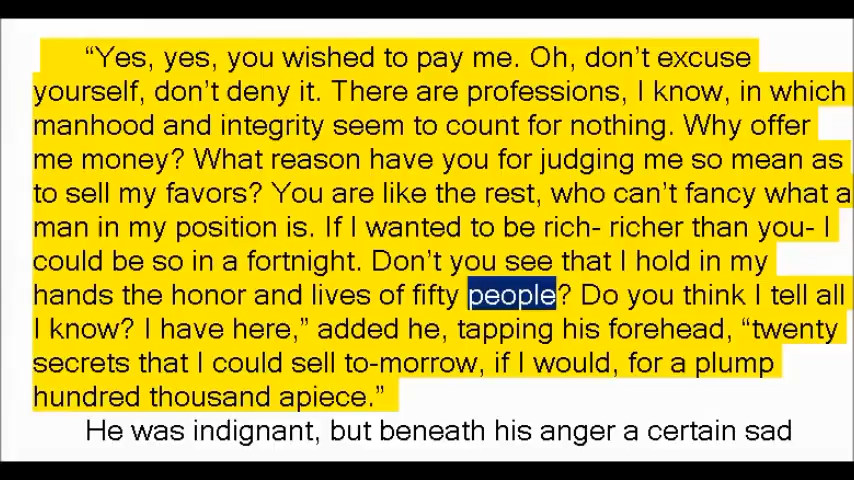 “Yes, yes, you wished to pay me. Oh, don’t excuse
yourself, don’t deny it. There are professions, I know, in which
manhood and integrity seem to count for nothing. Why offer
me money? What reason have you for judging me so mean as
to sell my favors? You are like the rest, who can’t fancy what a
man in my position is. If I wanted to be rich- richer than you- I
could be so in a fortnight. Don’t you see that I hold in my
hands the honor and lives of fifty people? Do you think I tell all
I know? I have here,” added he, tapping his forehead, “twenty
secrets that I could sell to-morrow, if I would, for a plump
hundred thousand apiece.”
He was indignant, but beneath his anger a certain sad